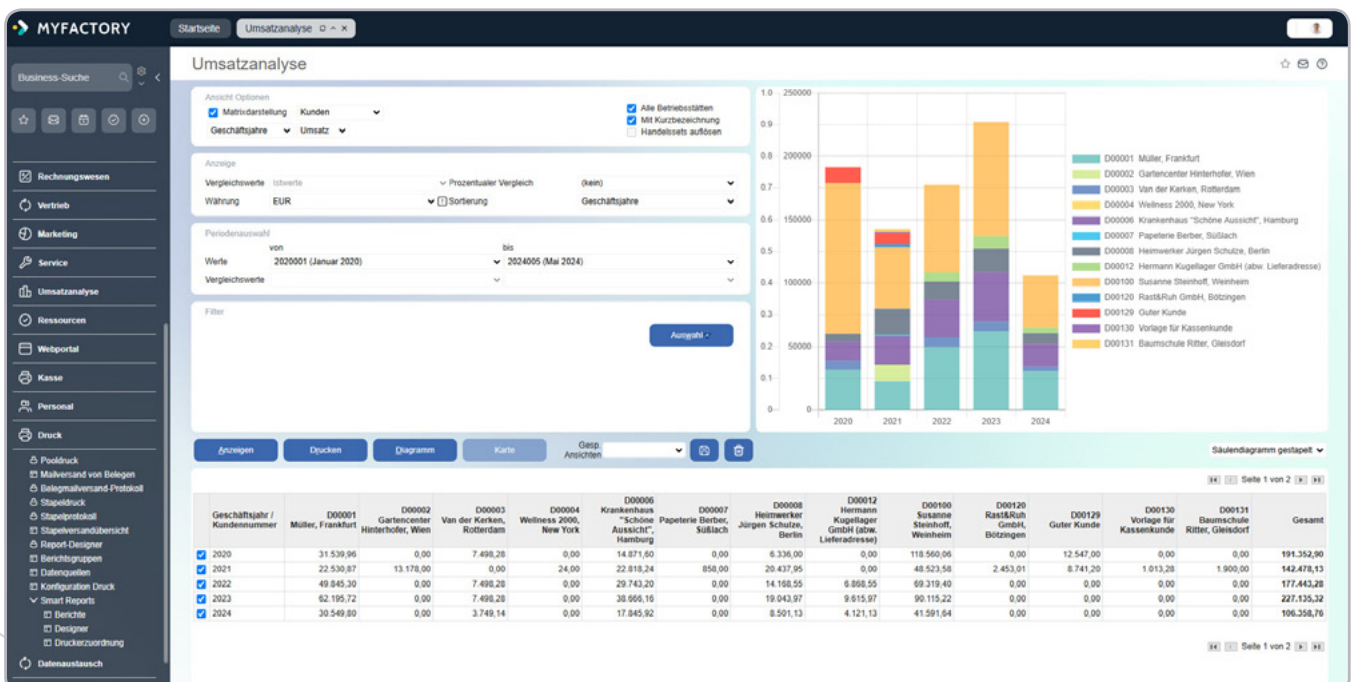 MYFACTORY
Startseite
Umsatzanalyse
Business-Suche
Umsatzanalyse
Rechnungswesen
Vertrieb
Marketing
Service
Umsatzanalyse
Ressourcen
Webportal
Kasse
Personal
Druck
Pooldruck
Mailversand von Belegen
Belegmailversand-Protokoll
Stapeldruck
Stapelprotokoll
Stapelversandübersicht
Report-Designer
Berichtsgruppen
Datenquellen
Konfiguration Druck
Smart Reports
Berichte
Designer
Druckerzuordnung
Datenaustausch
Ansicht Optionen
Matrixdarstellung Kunden
Geschäftsjahre Umsatz
Alle Betriebsstätten
Mit Kurzbezeichnung
Handelssets auflösen
Anzeige
Vergleichswerte Istwerte Prozentualer Vergleich (kein)
Währung EUR Sortierung Geschäftsjahre
Periodenauswahl
von bis
Werte 2020001 (Januar 2020) 2024005 (Mai 2024)
Vergleichswerte
Filter
Auswahl
1.0 250000
0.9
0.8 200000
0.7
0.6 150000
0.5
0.4 100000
0.3
0.2 50000
0.1
0 0
2020 2021 2022 2023 2024
D00001 Müller, Frankfurt
D00002 Gartencenter Hinterhofer, Wien
D00003 Van der Kerken, Rotterdam
D00004 Wellness 2000, New York
D00006 Krankenhaus "Schöne Aussicht", Hamburg
D00007 Papeterie Berber, Süßlach
D00008 Heimwerker Jürgen Schulze, Berlin
D00012 Hermann Kugellager GmbH (abw. Lieferadresse)
D00100 Susanne Steinhoff, Weinheim
D00120 Rast&Ruh GmbH, Bötzingen
D00129 Guter Kunde
D00130 Vorlage für Kassenkunde
D00131 Baumschule Ritter, Gleisdorf
Anzeigen Drucken Diagramm Karte Gesp. Ansichten
Säulendiagramm gestapelt
Seite 1 von 2
Geschäftsjahr / Kundennummer D00001 Müller, Frankfurt D00002 Gartencenter Hinterhofer, Wien D00003 Van der Kerken, Rotterdam D00004 Wellness 2000, New York D00006 Krankenhaus "Schöne Aussicht", Hamburg D00007 Papeterie Berber, Süßlach D00008 Heimwerker Jürgen Schulze, Berlin D00012 Hermann Kugellager GmbH (abw. Lieferadresse) D00100 Susanne Steinhoff, Weinheim D00120 Rast&Ruh GmbH, Bötzingen D00129 Guter Kunde D00130 Vorlage für Kassenkunde D00131 Baumschule Ritter, Gleisdorf Gesamt
2020 31.539,96 0,00 7.498,28 0,00 14.871,60 0,00 6.336,00 0,00 118.560,06 0,00 12.547,00 0,00 0,00 191.352,90
2021 22.530,87 13.178,00 0,00 24,00 22.818,24 858,00 20.437,95 0,00 48.523,58 2.453,01 8.741,20 1.013,28 1.900,00 142.478,13
2022 49.845,30 0,00 7.498,28 0,00 29.743,20 0,00 14.168,55 6.868,55 69.319,40 0,00 0,00 0,00 0,00 177.443,28
2023 62.195,72 0,00 7.498,28 0,00 38.666,16 0,00 19.043,97 9.615,97 90.115,22 0,00 0,00 0,00 0,00 227.135,32
2024 30.549,80 0,00 3.749,14 0,00 17.845,92 0,00 8.501,13 4.121,13 41.591,64 0,00 0,00 0,00 0,00 106.358,76
Seite 1 von 2